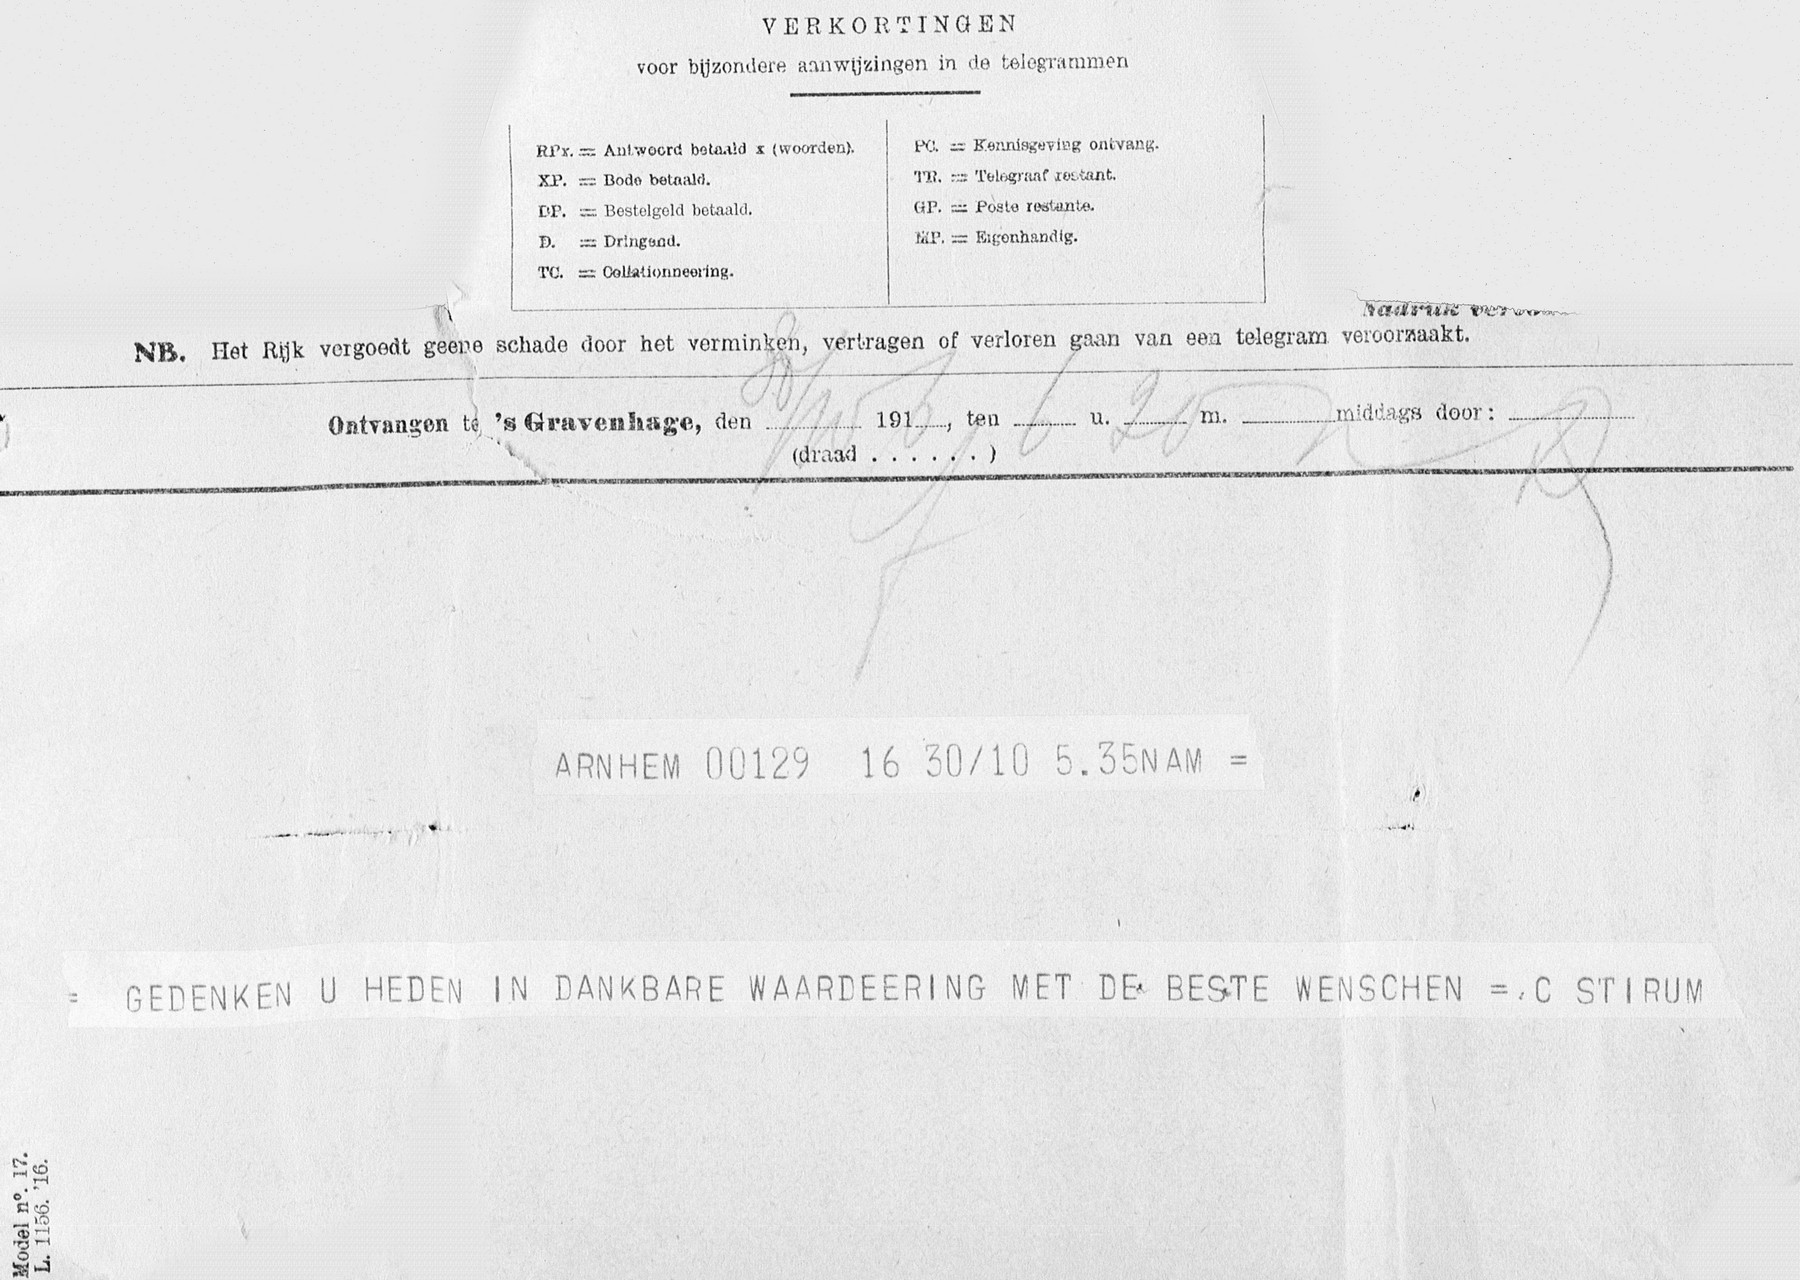 VERKORTINGEN
voor bijzondere aanwijzingen in de telegrammen
RPx. = Antwoord betaald x (woorden).
XP. = Bode betaald.
DP. = Bestelgeld betaald.
D. = Dringend.
TC. = Collationneering.
PC. = Kennisgeving ontvang.
TR. = Telegraaf restant.
GP. = Poste restante.
MP. = Eigenhandig.
NB. Het Rijk vergoedt geene schade door het verminken, vertragen of verloren gaan van een telegram veroorzaakt.
Ontvangen te 's Gravenhage, den 30/10 191 , ten 6 u. 20 m. n middags door:
(draad . . . . . . )
ARNHEM 00129 16 30/10 5.35NAM =
= GEDENKEN U HEDEN IN DANKBARE WAARDEERING MET DE BESTE WENSCHEN = . C STIRUM
Model n°. 17.
L. 1156. '16.